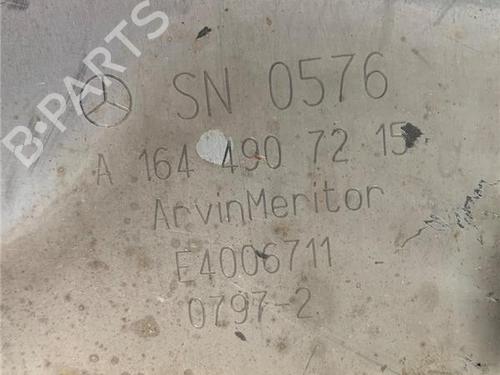 B-PARTS
SN 0576
A 164 490 72 15
ArvinMeritor
E4006711
0797-2